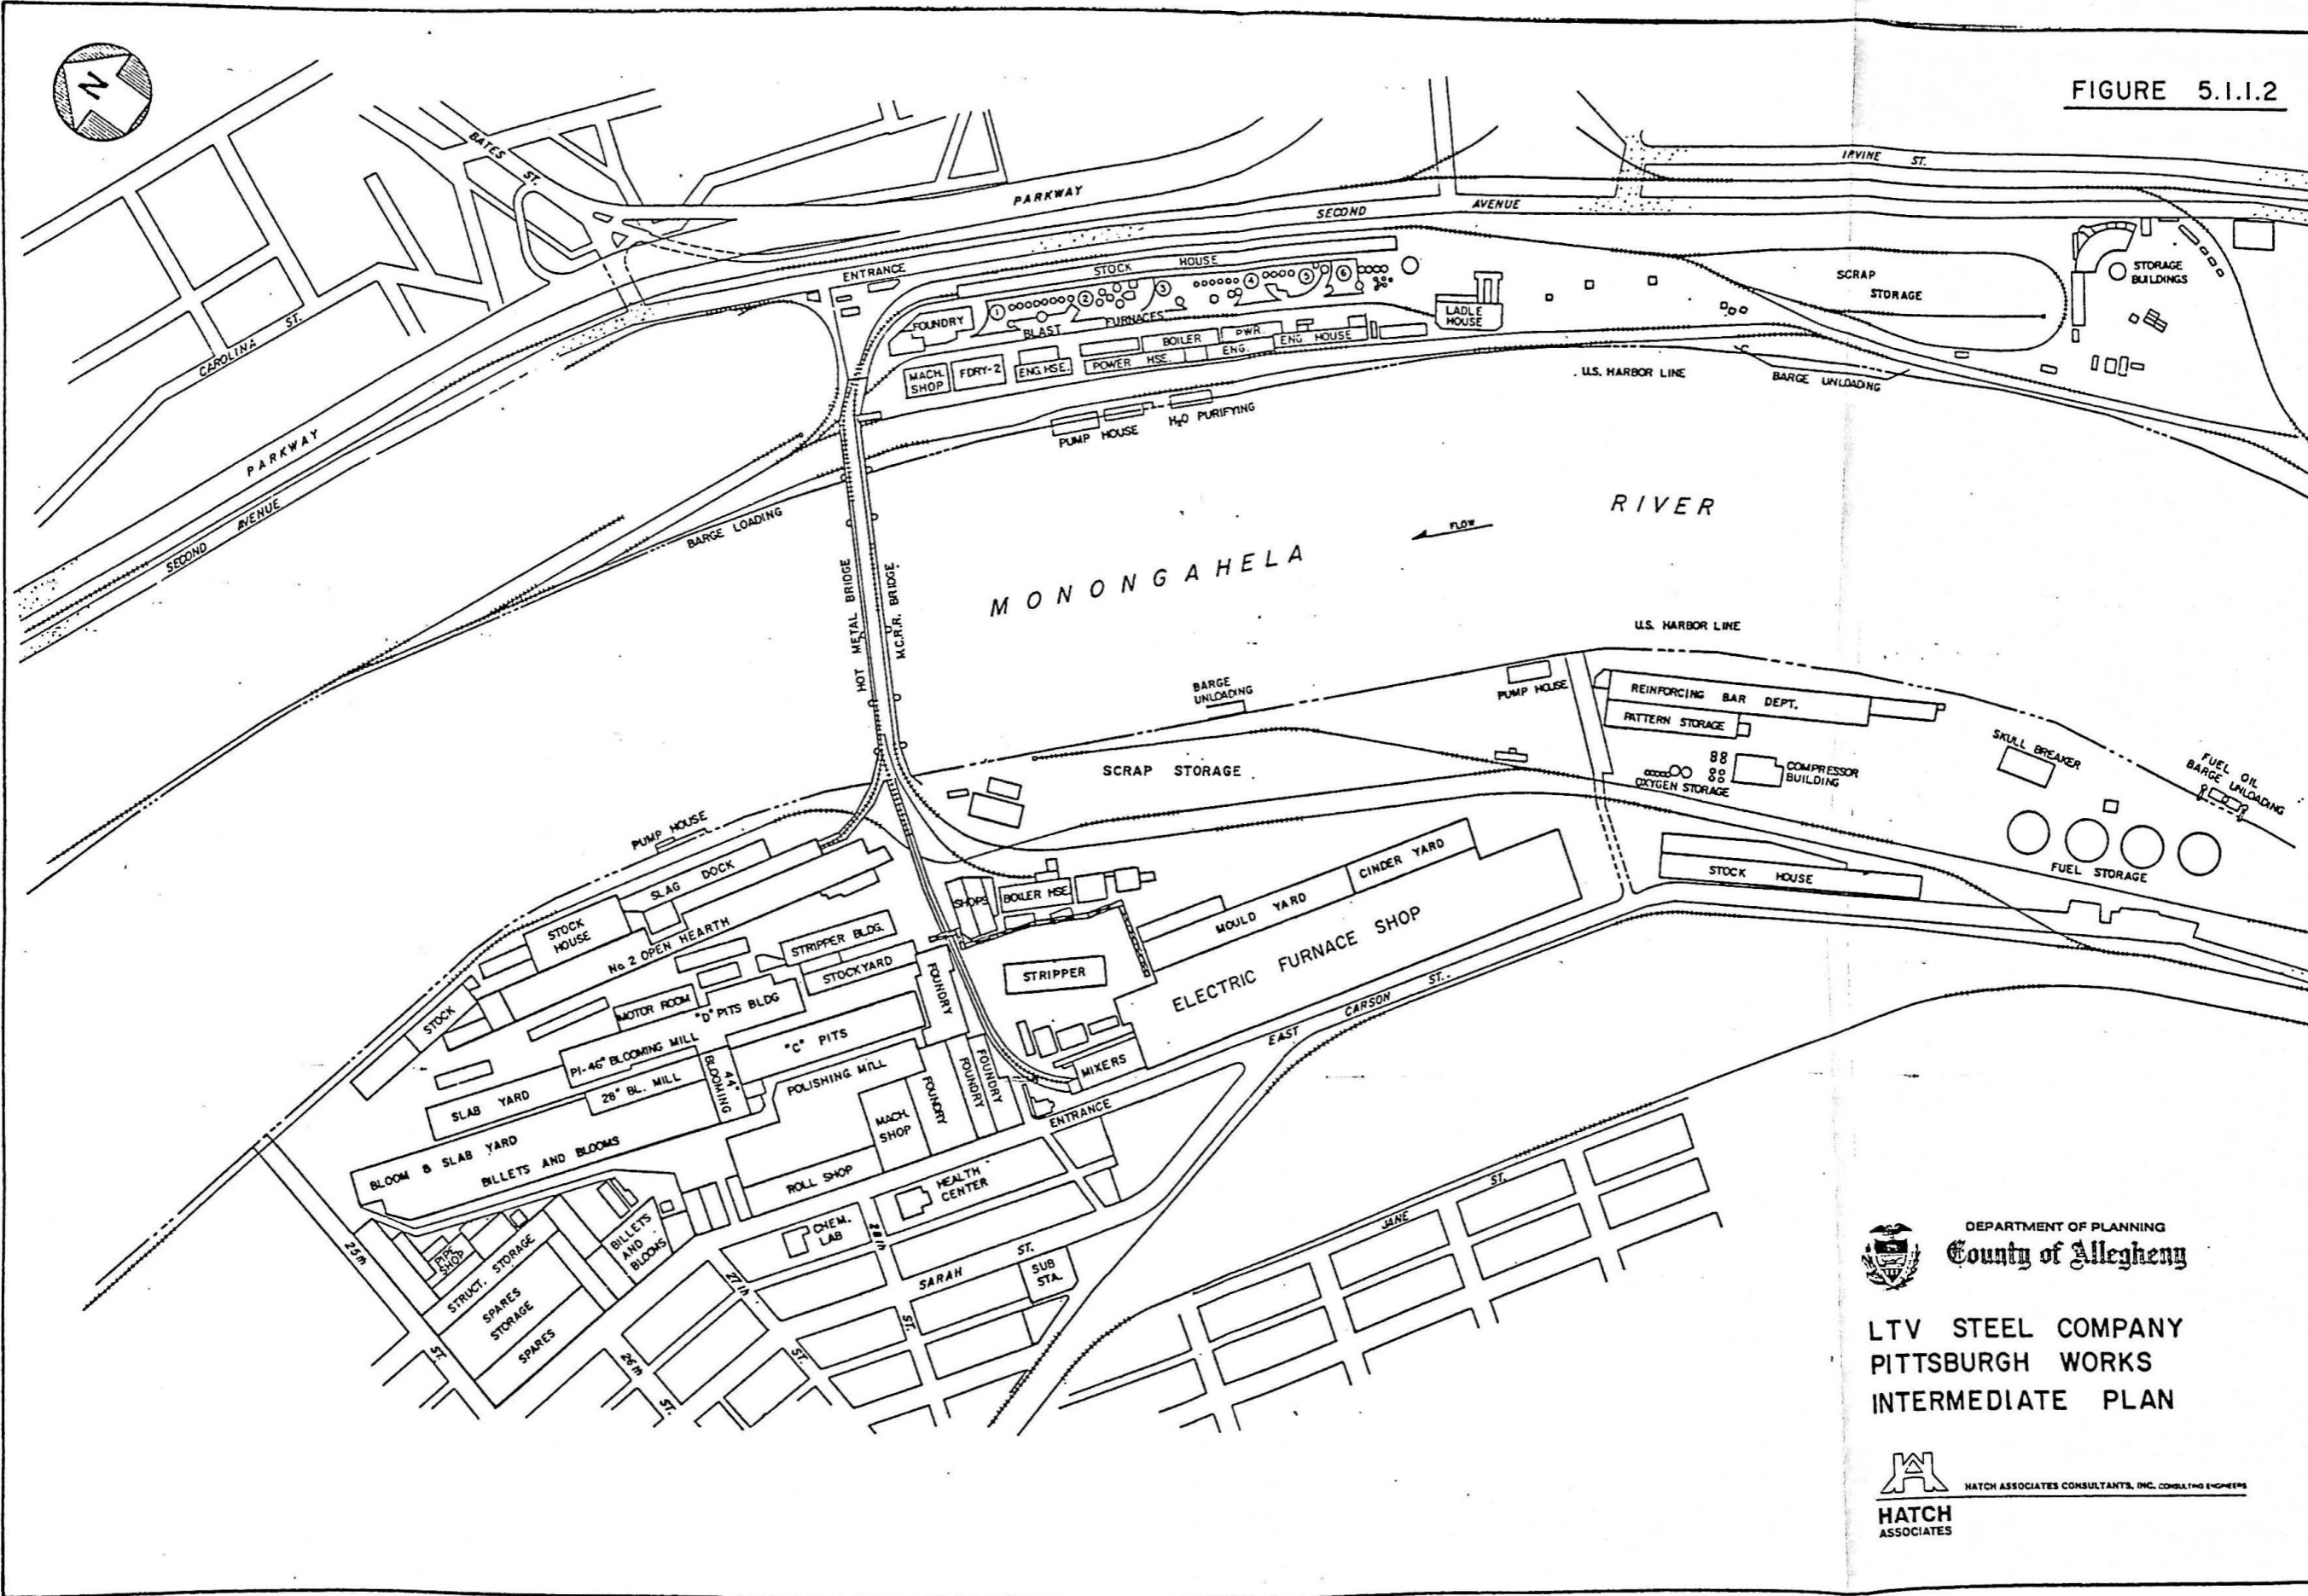 N
FIGURE 5.1.1.2
BATES
ST.
IRVINE ST.
PARKWAY
SECOND AVENUE
ENTRANCE
STOCK HOUSE
1
2
3
4
5
6
FOUNDRY
BLAST FURNACES
LADLE
HOUSE
SCRAP
STORAGE
STORAGE
BUILDINGS
CAROLINA ST.
MACH.
SHOP
FDRY-2
ENG. HSE.
POWER HSE.
BOILER
ENG.
PWR.
ENG. HOUSE
U.S. HARBOR LINE
BARGE UNLOADING
PUMP HOUSE
H2O PURIFYING
PARKWAY
SECOND AVENUE
BARGE LOADING
HOT METAL BRIDGE
M.C.R.R. BRIDGE
MONONGAHELA
RIVER
FLOW
U.S. HARBOR LINE
BARGE
UNLOADING
PUMP HOUSE
REINFORCING BAR DEPT.
PATTERN STORAGE
SCRAP STORAGE
OXYGEN STORAGE
COMPRESSOR
BUILDING
SKULL BREAKER
FUEL OIL
BARGE UNLOADING
FUEL STORAGE
STOCK HOUSE
PUMP HOUSE
SLAG DOCK
STOCK
HOUSE
No. 2 OPEN HEARTH
STOCK
SHOPS
BOILER HSE.
MOULD YARD
CINDER YARD
ELECTRIC FURNACE SHOP
STRIPPER BLDG.
STOCKYARD
STRIPPER
FOUNDRY
MOTOR ROOM
"D" PITS BLDG
"C" PITS
PI-46" BLOOMING MILL
28" BL. MILL
44"
BLOOMING
SLAB YARD
POLISHING MILL
FOUNDRY
FOUNDRY
FOUNDRY
MIXERS
EAST CARSON ST.
ENTRANCE
MACH.
SHOP
BLOOM & SLAB YARD
BILLETS AND BLOOMS
ROLL SHOP
HEALTH
CENTER
CHEM.
LAB
25th
ST.
PIPE
SHOP
STRUCT. STORAGE
SPARES
STORAGE
SPARES
BILLETS
AND
BLOOMS
26th
ST.
27th
ST.
28th
ST.
SARAH ST.
SUB
STA.
JANE ST.
DEPARTMENT OF PLANNING
County of Allegheny
LTV STEEL COMPANY
PITTSBURGH WORKS
INTERMEDIATE PLAN
HATCH ASSOCIATES CONSULTANTS, INC. CONSULTING ENGINEERS
HATCH
ASSOCIATES